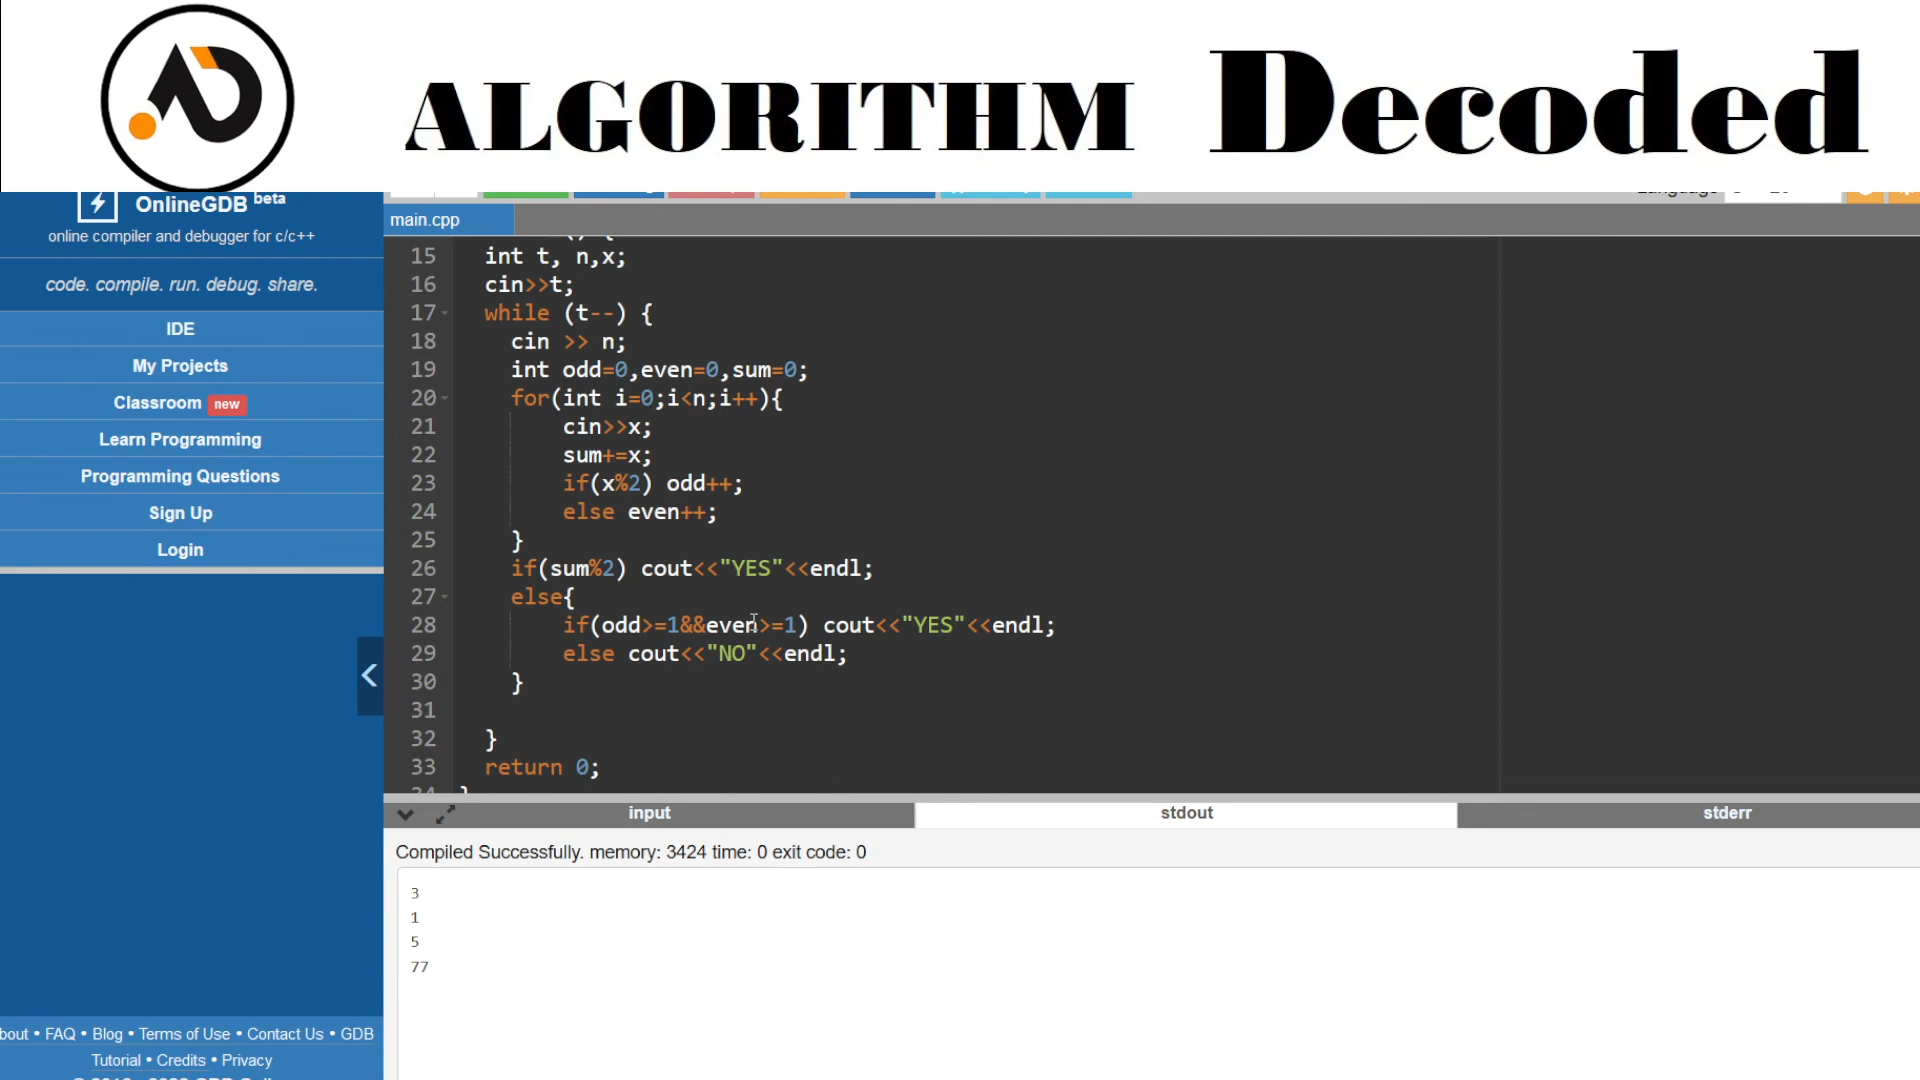 ALGORITHM Decoded
OnlineGDB beta
online compiler and debugger for c/c++
code. compile. run. debug. share.
IDE
My Projects
Classroom new
Learn Programming
Programming Questions
Sign Up
Login
bout • FAQ • Blog • Terms of Use • Contact Us • GDB
Tutorial • Credits • Privacy
main.cpp
15 int t, n,x;
16 cin>>t;
17 while (t--) {
18 cin >> n;
19 int odd=0,even=0,sum=0;
20 for(int i=0;i<n;i++){
21 cin>>x;
22 sum+=x;
23 if(x%2) odd++;
24 else even++;
25 }
26 if(sum%2) cout<<"YES"<<endl;
27 else{
28 if(odd>=1&&even>=1) cout<<"YES"<<endl;
29 else cout<<"NO"<<endl;
30 }
31
32 }
33 return 0;
input stdout stderr
Compiled Successfully. memory: 3424 time: 0 exit code: 0
3
1
5
77